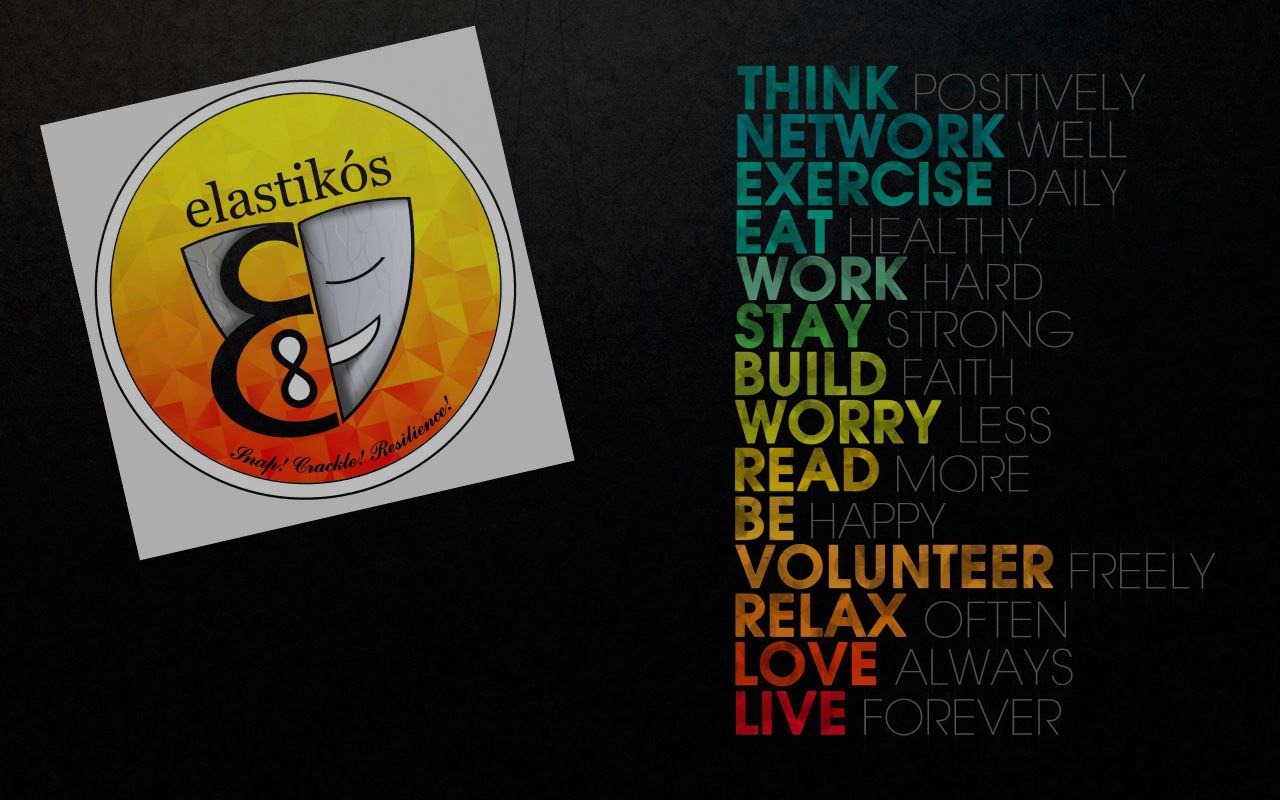 elastikós
Snap! Crackle! Resilience!
THINK POSITIVELY
NETWORK WELL
EXERCISE DAILY
EAT HEALTHY
WORK HARD
STAY STRONG
BUILD FAITH
WORRY LESS
READ MORE
BE HAPPY
VOLUNTEER FREELY
RELAX OFTEN
LOVE ALWAYS
LIVE FOREVER